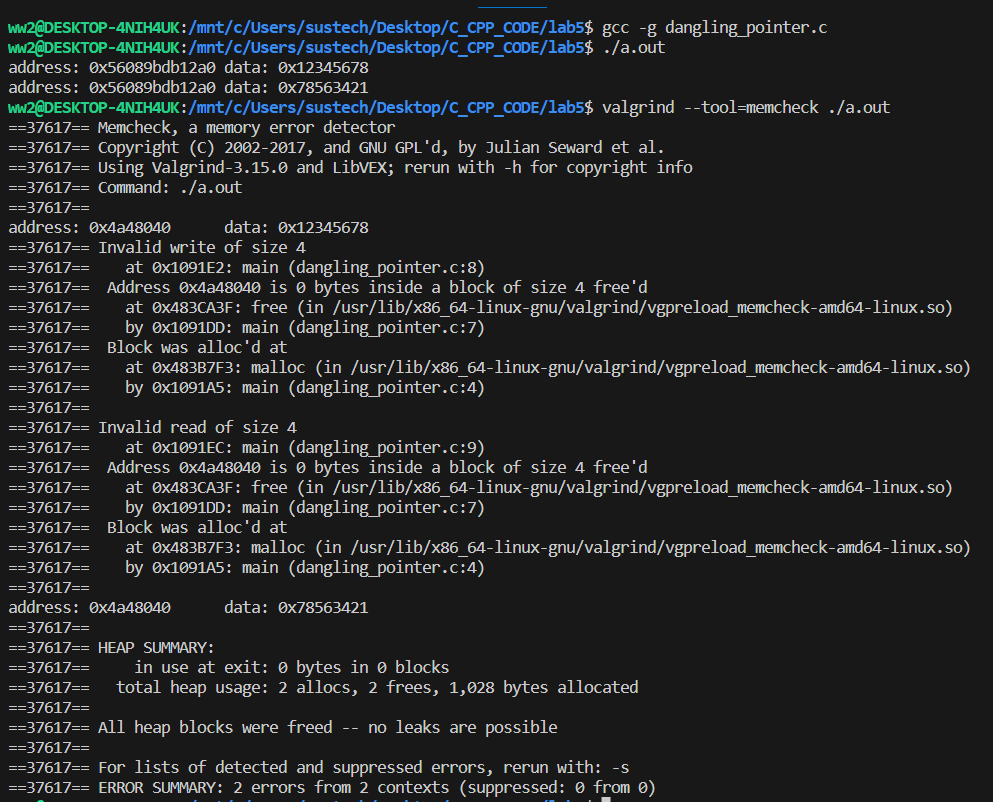 ww2@DESKTOP-4NIH4UK:/mnt/c/Users/sustech/Desktop/C_CPP_CODE/lab5$ gcc -g dangling_pointer.c
ww2@DESKTOP-4NIH4UK:/mnt/c/Users/sustech/Desktop/C_CPP_CODE/lab5$ ./a.out
address: 0x56089bdb12a0 data: 0x12345678
address: 0x56089bdb12a0 data: 0x78563421
ww2@DESKTOP-4NIH4UK:/mnt/c/Users/sustech/Desktop/C_CPP_CODE/lab5$ valgrind --tool=memcheck ./a.out
==37617== Memcheck, a memory error detector
==37617== Copyright (C) 2002-2017, and GNU GPL'd, by Julian Seward et al.
==37617== Using Valgrind-3.15.0 and LibVEX; rerun with -h for copyright info
==37617== Command: ./a.out
==37617==
address: 0x4a48040      data: 0x12345678
==37617== Invalid write of size 4
==37617==    at 0x1091E2: main (dangling_pointer.c:8)
==37617==  Address 0x4a48040 is 0 bytes inside a block of size 4 free'd
==37617==    at 0x483CA3F: free (in /usr/lib/x86_64-linux-gnu/valgrind/vgpreload_memcheck-amd64-linux.so)
==37617==    by 0x1091DD: main (dangling_pointer.c:7)
==37617==  Block was alloc'd at
==37617==    at 0x483B7F3: malloc (in /usr/lib/x86_64-linux-gnu/valgrind/vgpreload_memcheck-amd64-linux.so)
==37617==    by 0x1091A5: main (dangling_pointer.c:4)
==37617==
==37617== Invalid read of size 4
==37617==    at 0x1091EC: main (dangling_pointer.c:9)
==37617==  Address 0x4a48040 is 0 bytes inside a block of size 4 free'd
==37617==    at 0x483CA3F: free (in /usr/lib/x86_64-linux-gnu/valgrind/vgpreload_memcheck-amd64-linux.so)
==37617==    by 0x1091DD: main (dangling_pointer.c:7)
==37617==  Block was alloc'd at
==37617==    at 0x483B7F3: malloc (in /usr/lib/x86_64-linux-gnu/valgrind/vgpreload_memcheck-amd64-linux.so)
==37617==    by 0x1091A5: main (dangling_pointer.c:4)
==37617==
address: 0x4a48040      data: 0x78563421
==37617==
==37617== HEAP SUMMARY:
==37617==     in use at exit: 0 bytes in 0 blocks
==37617==   total heap usage: 2 allocs, 2 frees, 1,028 bytes allocated
==37617==
==37617== All heap blocks were freed -- no leaks are possible
==37617==
==37617== For lists of detected and suppressed errors, rerun with: -s
==37617== ERROR SUMMARY: 2 errors from 2 contexts (suppressed: 0 from 0)